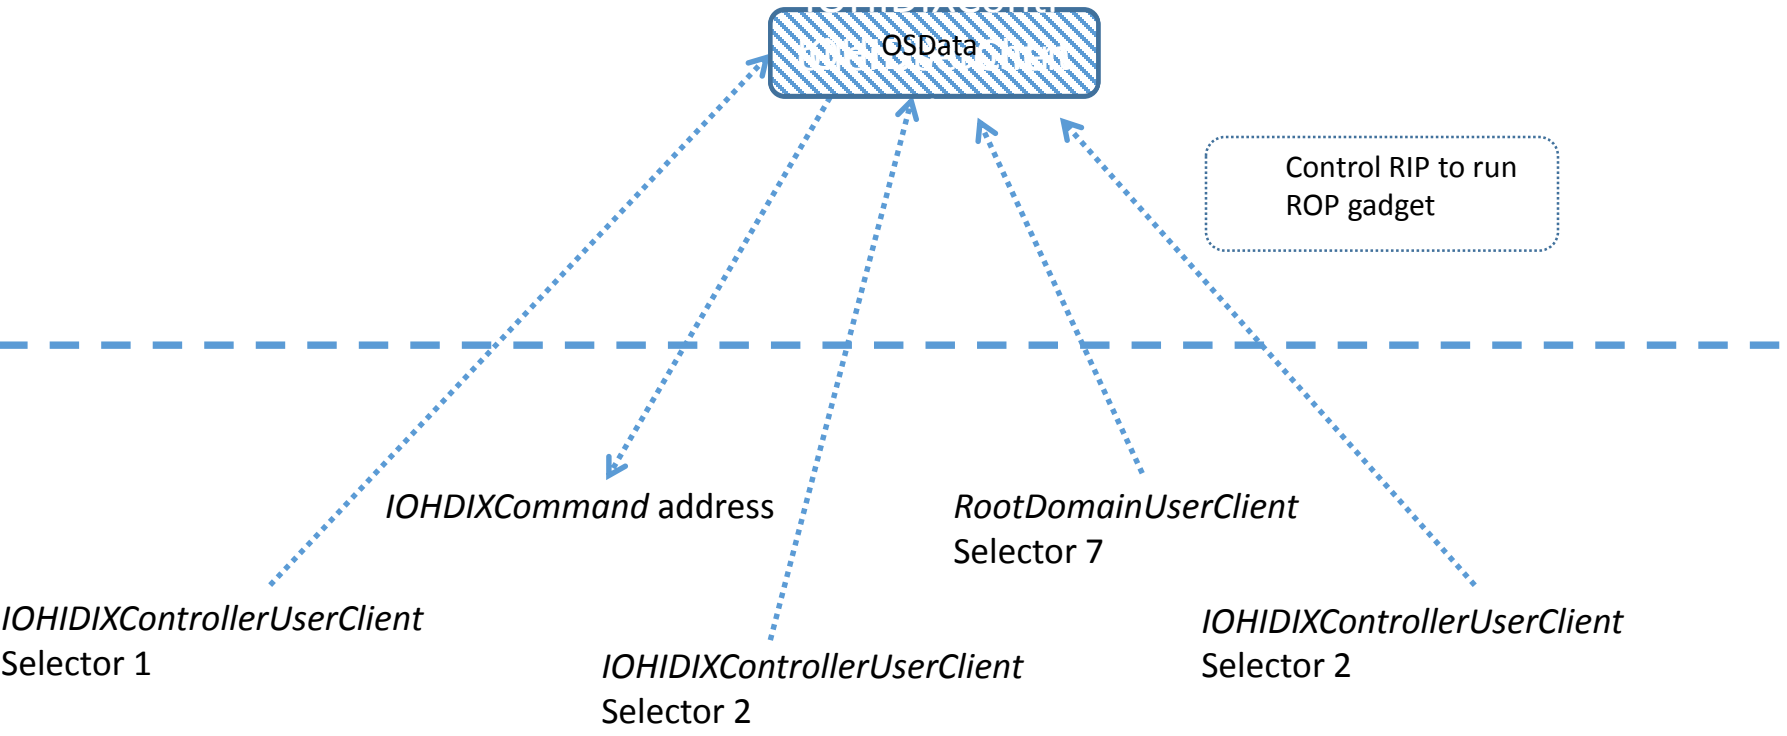 OSData
Control RIP to run
ROP gadget
IOHDIXCommand address
RootDomainUserClient
Selector 7
IOHIDIXControllerUserClient
Selector 1
IOHIDIXControllerUserClient
Selector 2
IOHIDIXControllerUserClient
Selector 2